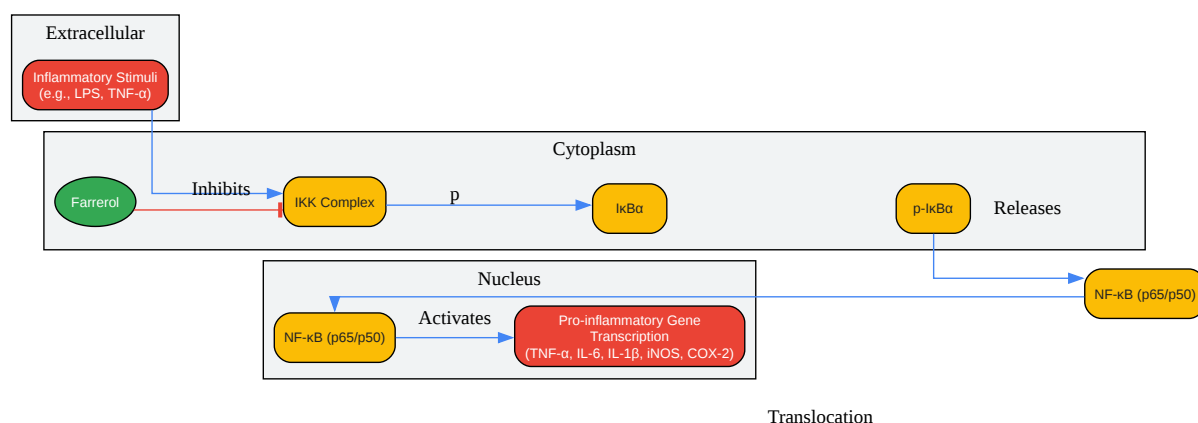 Extracellular
Inflammatory Stimuli
(e.g., LPS, TNF-α)
Cytoplasm
Farrerol
Inhibits
IKK Complex
p
IκBα
p-IκBα
Releases
NF-κB (p65/p50)
Nucleus
NF-κB (p65/p50)
Activates
Pro-inflammatory Gene
Transcription
(TNF-α, IL-6, IL-1β, iNOS, COX-2)
Translocation